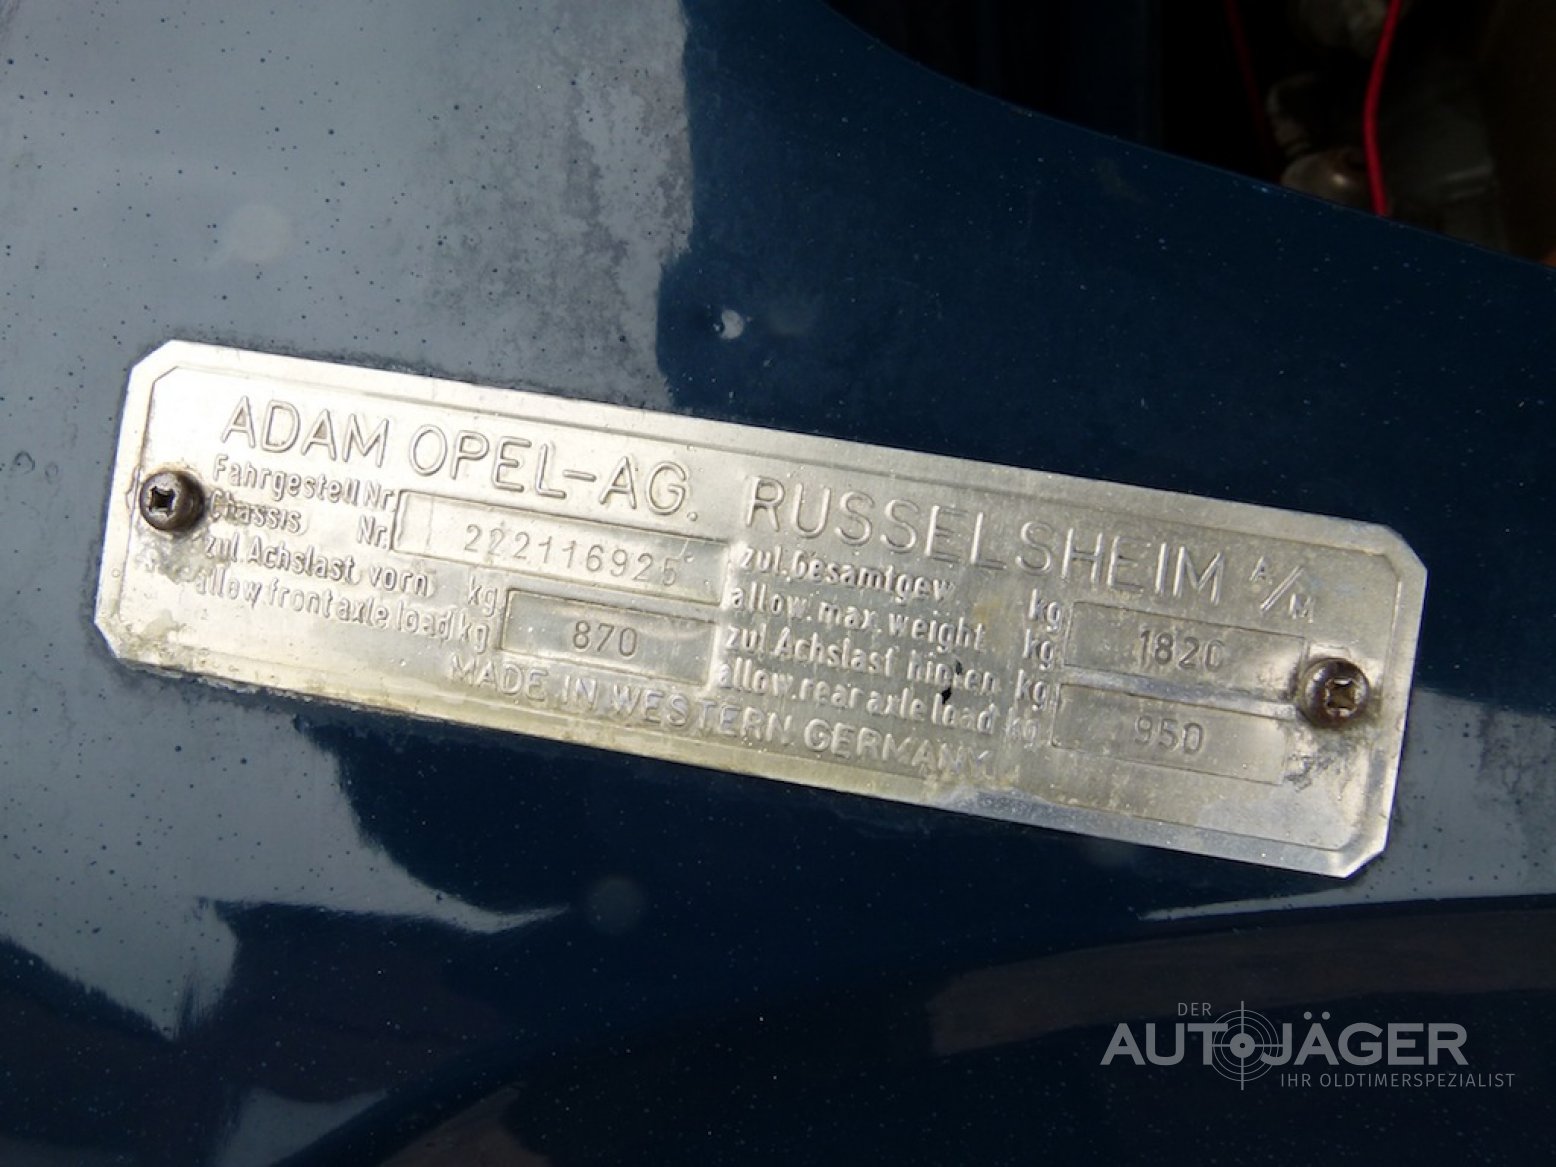 ADAM OPEL-AG. RUSSELSHEIM A/M
Fahrgestell Nr.
Chassis Nr. 222116925
zul. Achslast vorn kg
allow front axle load kg 870
zul. Gesamtgew. kg
allow. max. weight kg 1820
zul. Achslast hinten kg
allow. rear axle load kg 950
MADE IN WESTERN GERMANY
DER
AUTOJÄGER
IHR OLDTIMERSPEZIALIST